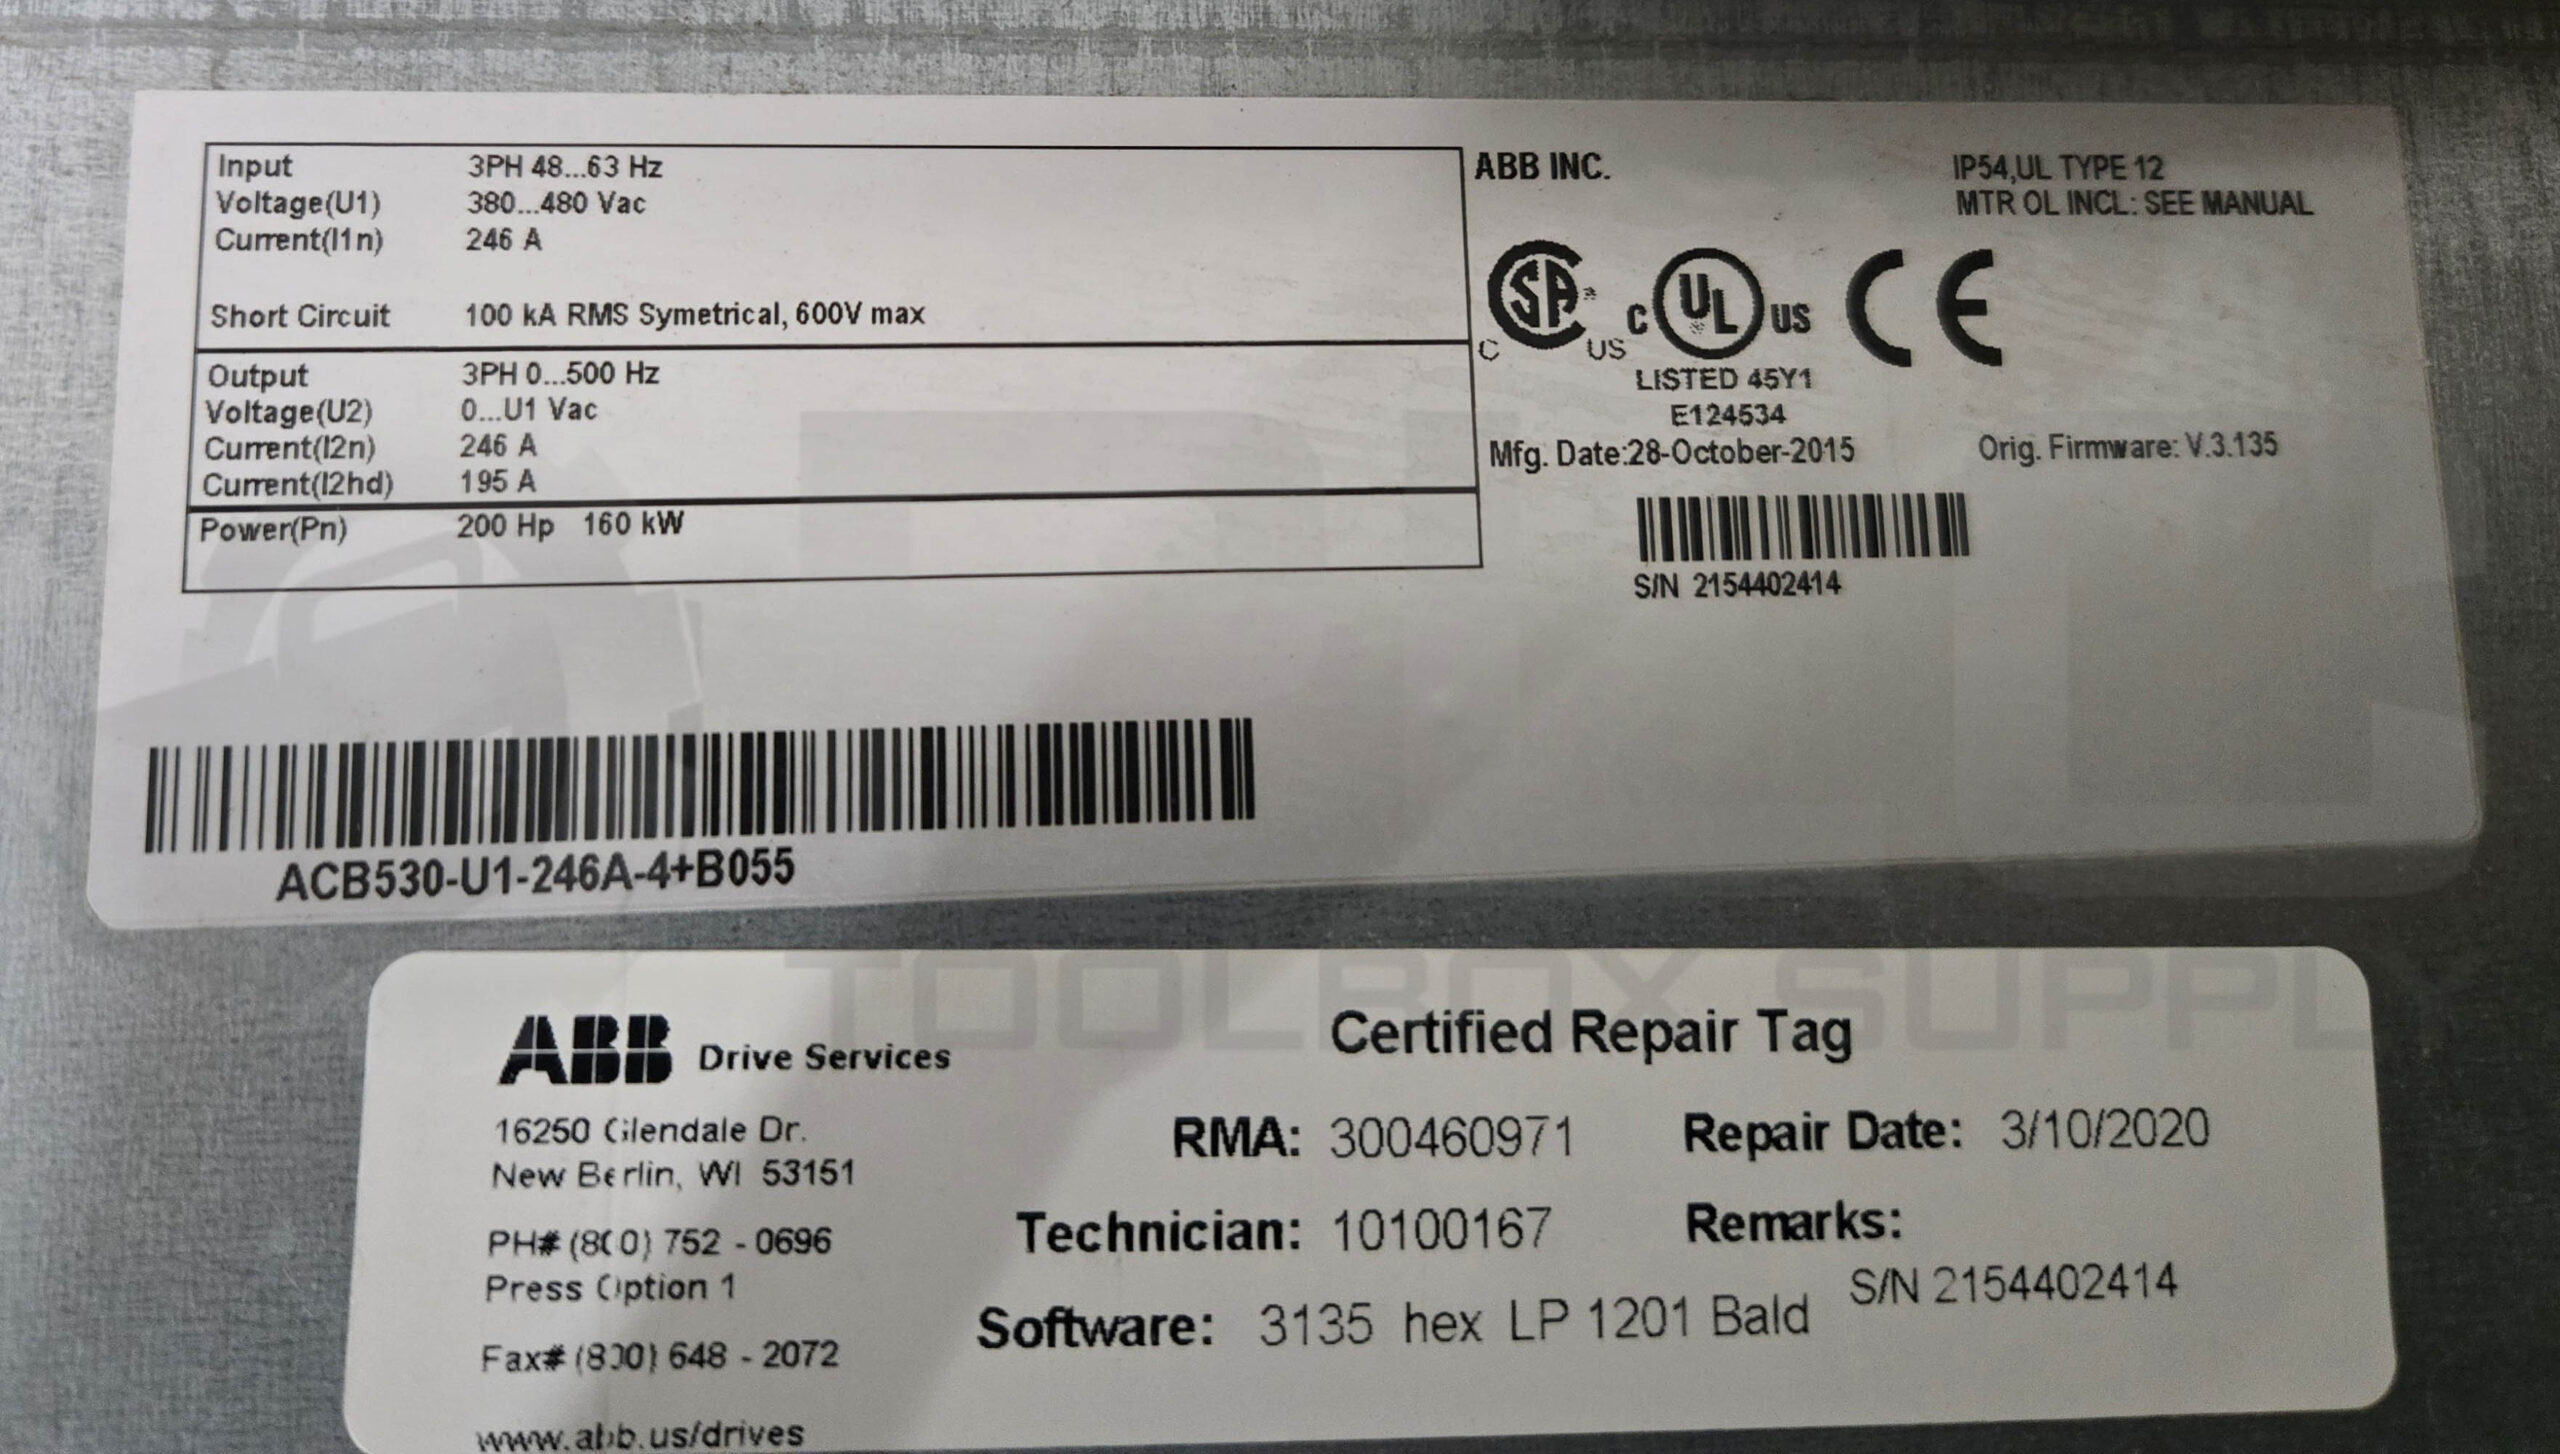 Input 3PH 48...63 Hz
Voltage(U1) 380...480 Vac
Current(I1n) 246 A
Short Circuit 100 kA RMS Symetrical, 600V max
Output 3PH 0...500 Hz
Voltage(U2) 0...U1 Vac
Current(I2n) 246 A
Current(I2hd) 195 A
Power(Pn) 200 Hp 160 kW
ABB INC.
IP54,UL TYPE 12
MTR OL INCL: SEE MANUAL
C SA US
C UL US CE
LISTED 45Y1
E124534
Mfg. Date:28-October-2015 Orig. Firmware: V.3.135
S/N 2154402414
ACB530-U1-246A-4+B055
TOOLBOX SUPPL
ABB Drive Services
16250 Glendale Dr.
New Berlin, WI 53151
PH# (800) 752 - 0696
Press Option 1
Fax# (800) 648 - 2072
www.abb.us/drives
Certified Repair Tag
RMA: 300460971 Repair Date: 3/10/2020
Technician: 10100167 Remarks:
S/N 2154402414
Software: 3135 hex LP 1201 Bald